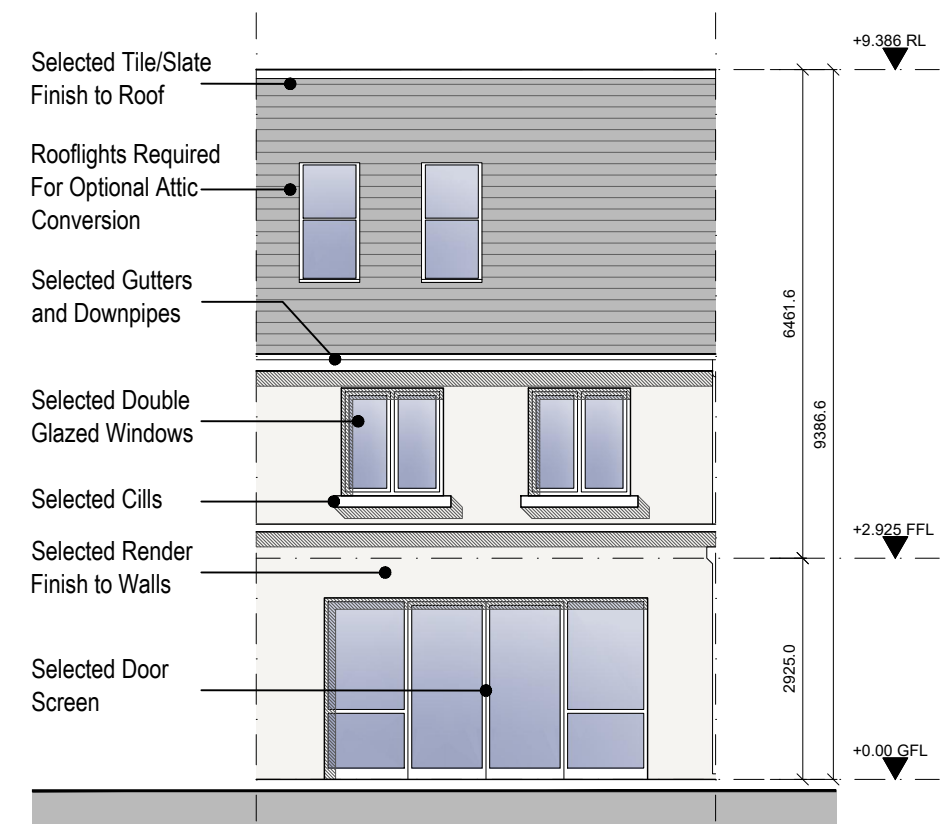 +9.386 RL
Selected Tile/Slate
Finish to Roof
Rooflights Required
For Optional Attic
Conversion
Selected Gutters
and Downpipes
6461.6
Selected Double
Glazed Windows
9386.6
Selected Cills
+2.925 FFL
Selected Render
Finish to Walls
2925.0
Selected Door
Screen
+0.00 GFL